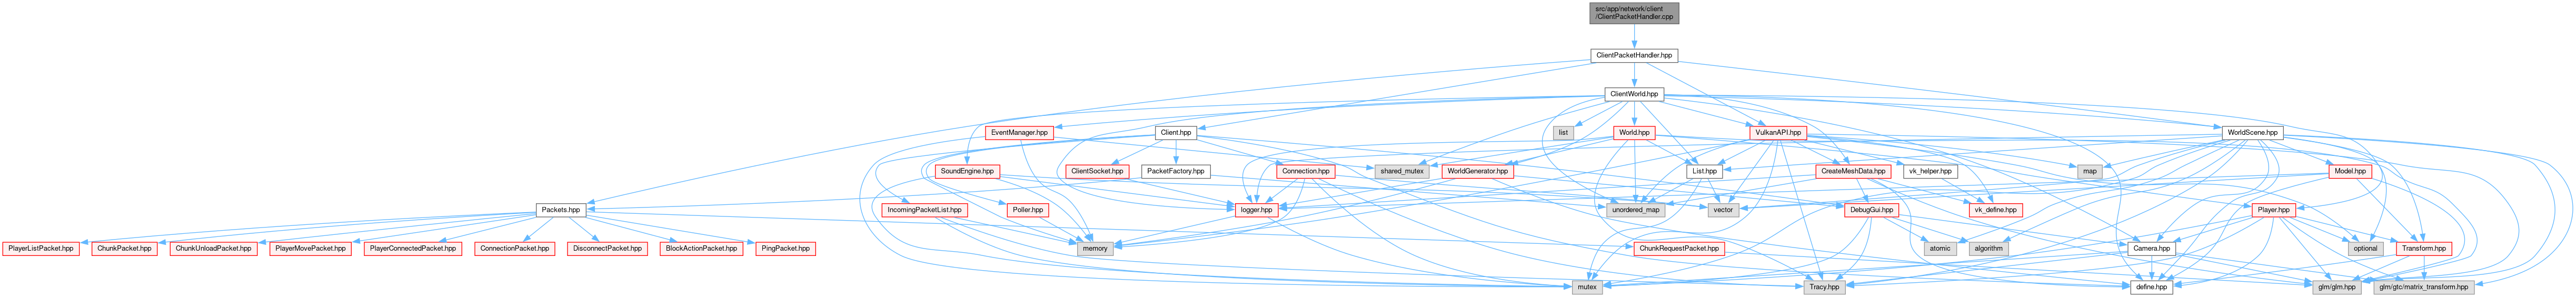 src/app/network/client
/ClientPacketHandler.cpp
ClientPacketHandler.hpp
ClientWorld.hpp
EventManager.hpp
Client.hpp
list
World.hpp
VulkanAPI.hpp
WorldScene.hpp
SoundEngine.hpp
ClientSocket.hpp
PacketFactory.hpp
Connection.hpp
shared_mutex
WorldGenerator.hpp
List.hpp
CreateMeshData.hpp
vk_helper.hpp
map
Model.hpp
Packets.hpp
IncomingPacketList.hpp
Poller.hpp
logger.hpp
unordered_map
vector
DebugGui.hpp
vk_define.hpp
Player.hpp
PlayerListPacket.hpp
ChunkPacket.hpp
ChunkUnloadPacket.hpp
PlayerMovePacket.hpp
PlayerConnectedPacket.hpp
ConnectionPacket.hpp
DisconnectPacket.hpp
BlockActionPacket.hpp
PingPacket.hpp
memory
ChunkRequestPacket.hpp
atomic
algorithm
Camera.hpp
optional
Transform.hpp
mutex
Tracy.hpp
define.hpp
glm/glm.hpp
glm/gtc/matrix_transform.hpp